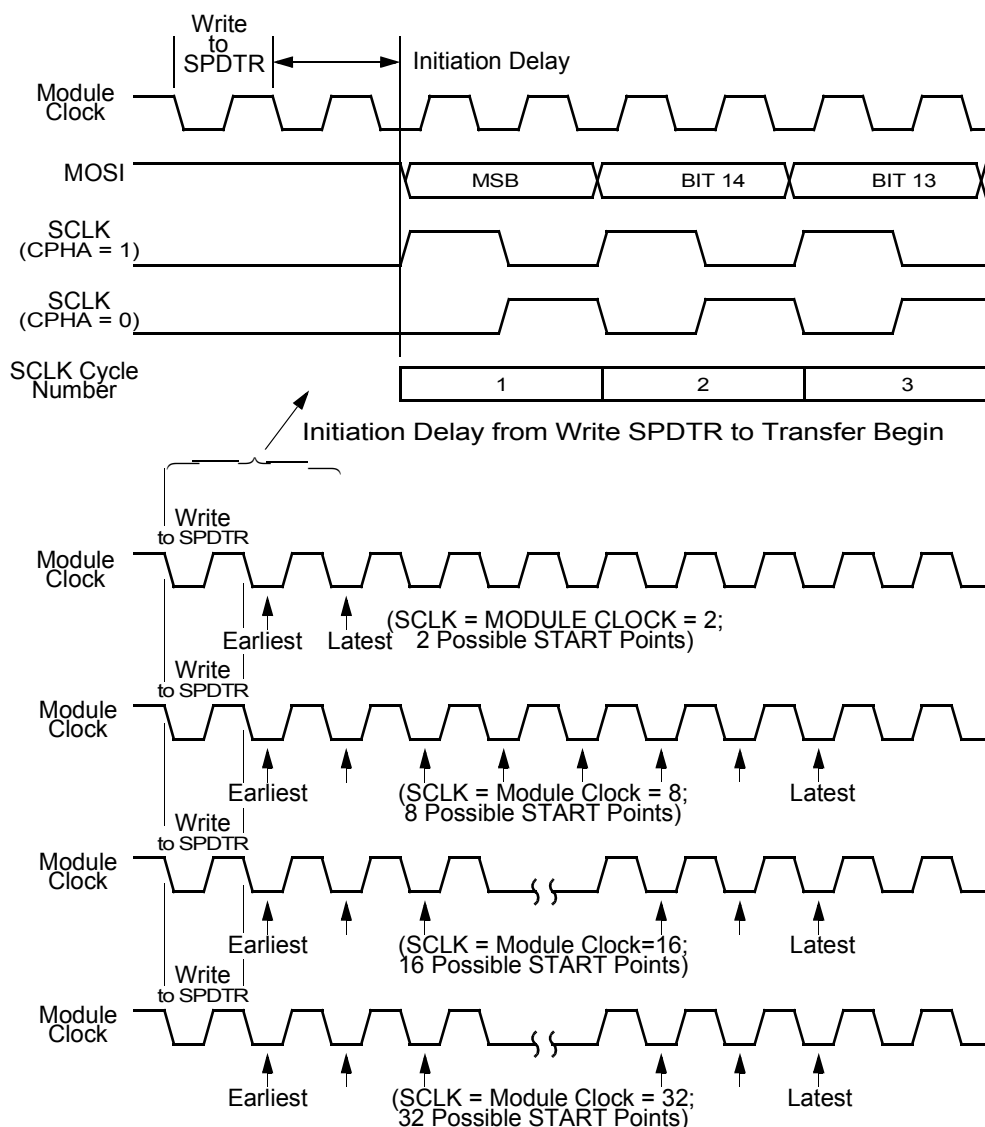 Write
to
SPDTR
Initiation Delay
Module
Clock
MOSI
MSB
BIT 14
BIT 13
SCLK
(CPHA = 1)
SCLK
(CPHA = 0)
SCLK Cycle
Number
1
2
3
Initiation Delay from Write SPDTR to Transfer Begin
Write
to SPDTR
Module
Clock
Earliest
Latest
(SCLK = MODULE CLOCK = 2;
2 Possible START Points)
Write
to SPDTR
Module
Clock
Earliest
(SCLK = Module Clock = 8;
8 Possible START Points)
Latest
Write
to SPDTR
Module
Clock
Earliest
(SCLK = Module Clock=16;
16 Possible START Points)
Latest
Write
to SPDTR
Module
Clock
Earliest
(SCLK = Module Clock = 32;
32 Possible START Points)
Latest